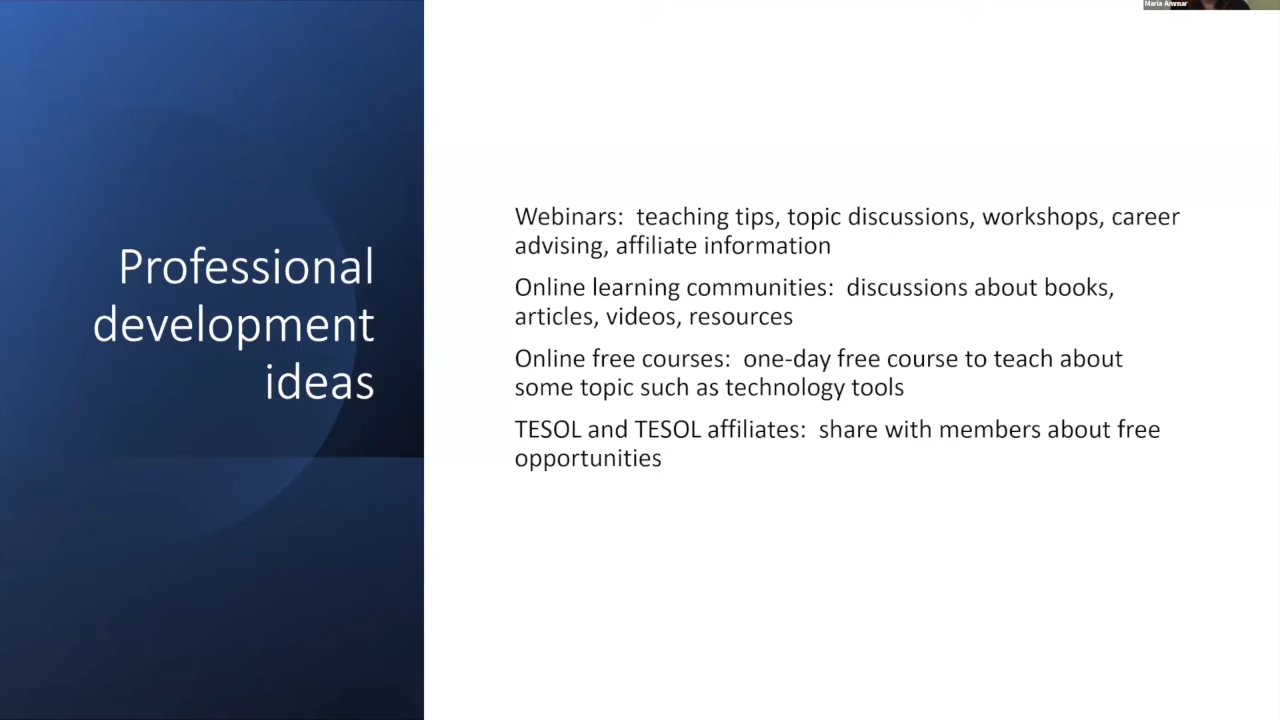 Maria Ammar
Professional
development
ideas
Webinars:  teaching tips, topic discussions, workshops, career
advising, affiliate information
Online learning communities:  discussions about books,
articles, videos, resources
Online free courses:  one-day free course to teach about
some topic such as technology tools
TESOL and TESOL affiliates:  share with members about free
opportunities